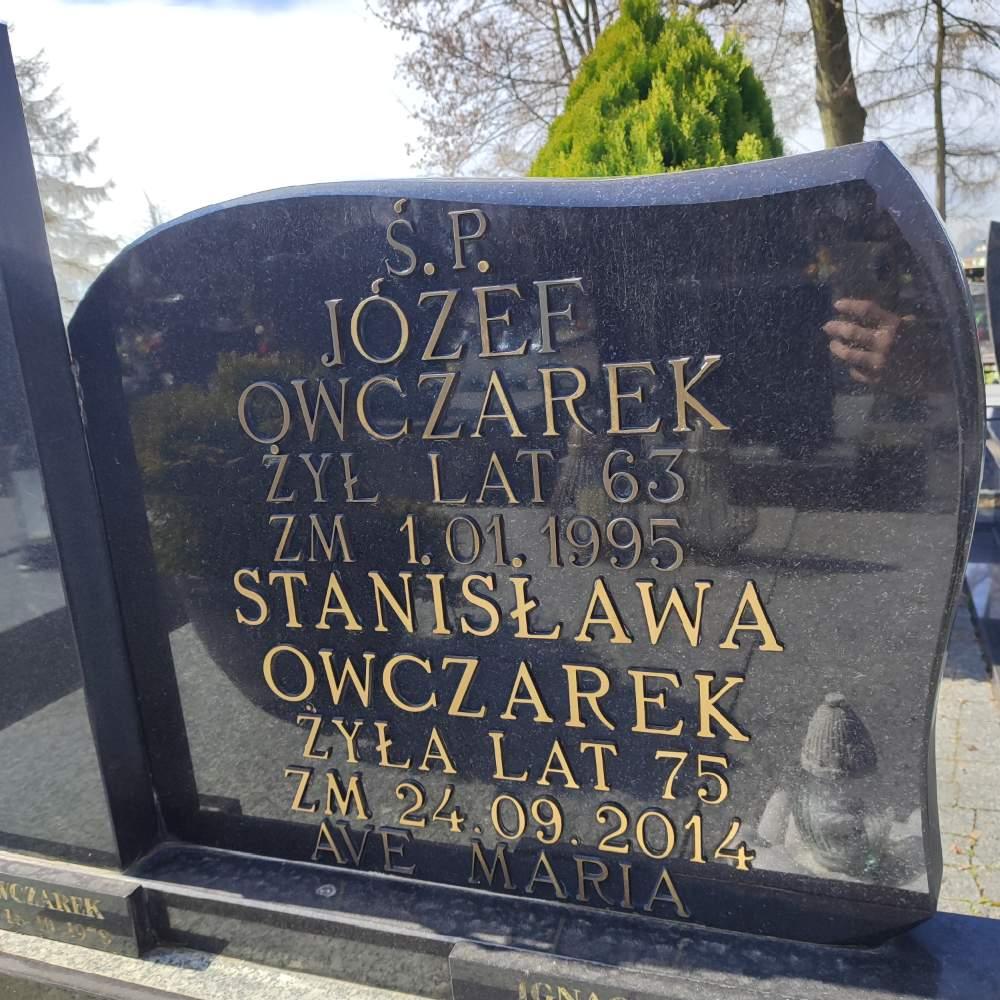 Ś.P.
JÓZEF
OWCZAREK
ŻYŁ LAT 63
ZM 1.01.1995
STANISŁAWA
OWCZAREK
ŻYŁA LAT 75
ZM 24.09.2014
AVE MARIA